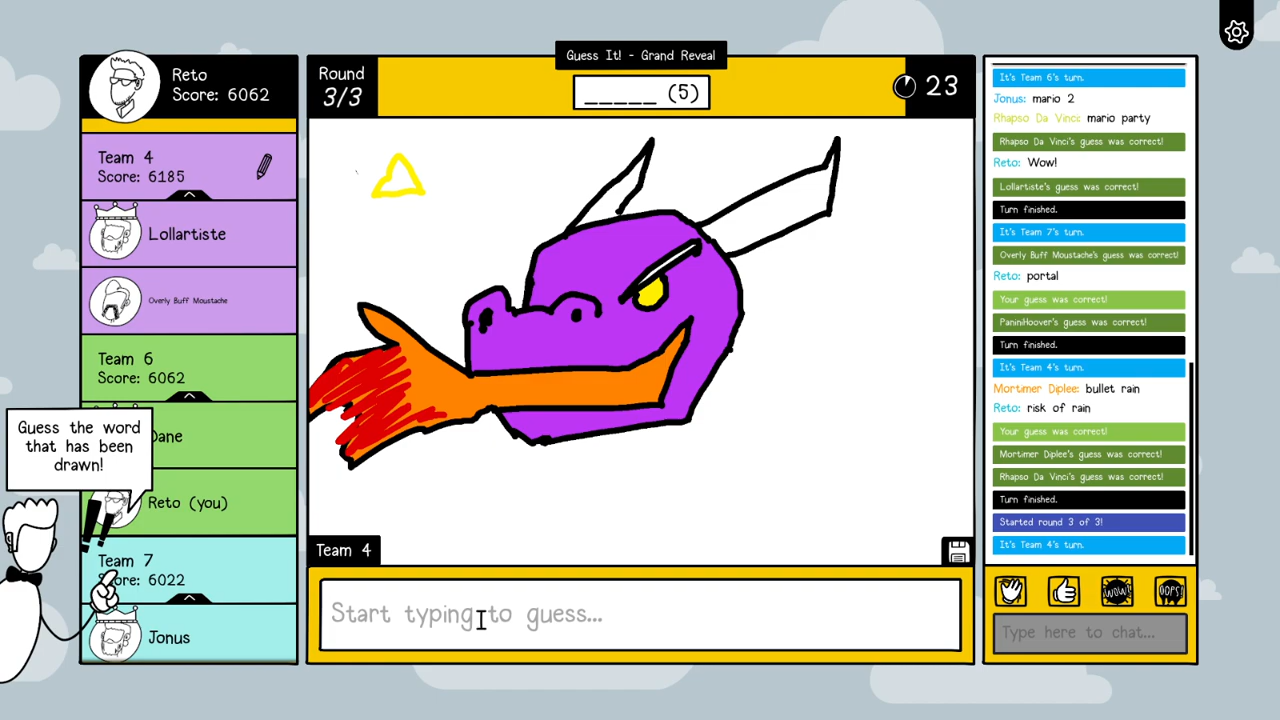 Guess It! - Grand Reveal
Reto
Score: 6062
Round
3/3
_____ (5)
23
Team 4
Score: 6185
Lollartiste
Overly Buff Moustache
Team 6
Score: 6062
Dane
Reto (you)
Team 7
Score: 6022
Jonus
Guess the word
that has been
drawn!
Team 4
Start typing to guess...
It's Team 6's turn.
Jonus: mario 2
Rhapso Da Vinci: mario party
Rhapso Da Vinci's guess was correct!
Reto: Wow!
Lollartiste's guess was correct!
Turn finished.
It's Team 7's turn.
Overly Buff Moustache's guess was correct!
Reto: portal
Your guess was correct!
PaniniHoover's guess was correct!
Turn finished.
It's Team 4's turn.
Mortimer Diplee: bullet rain
Reto: risk of rain
Your guess was correct!
Mortimer Diplee's guess was correct!
Rhapso Da Vinci's guess was correct!
Turn finished.
Started round 3 of 3!
It's Team 4's turn.
WOW!
OOPS!
Type here to chat...